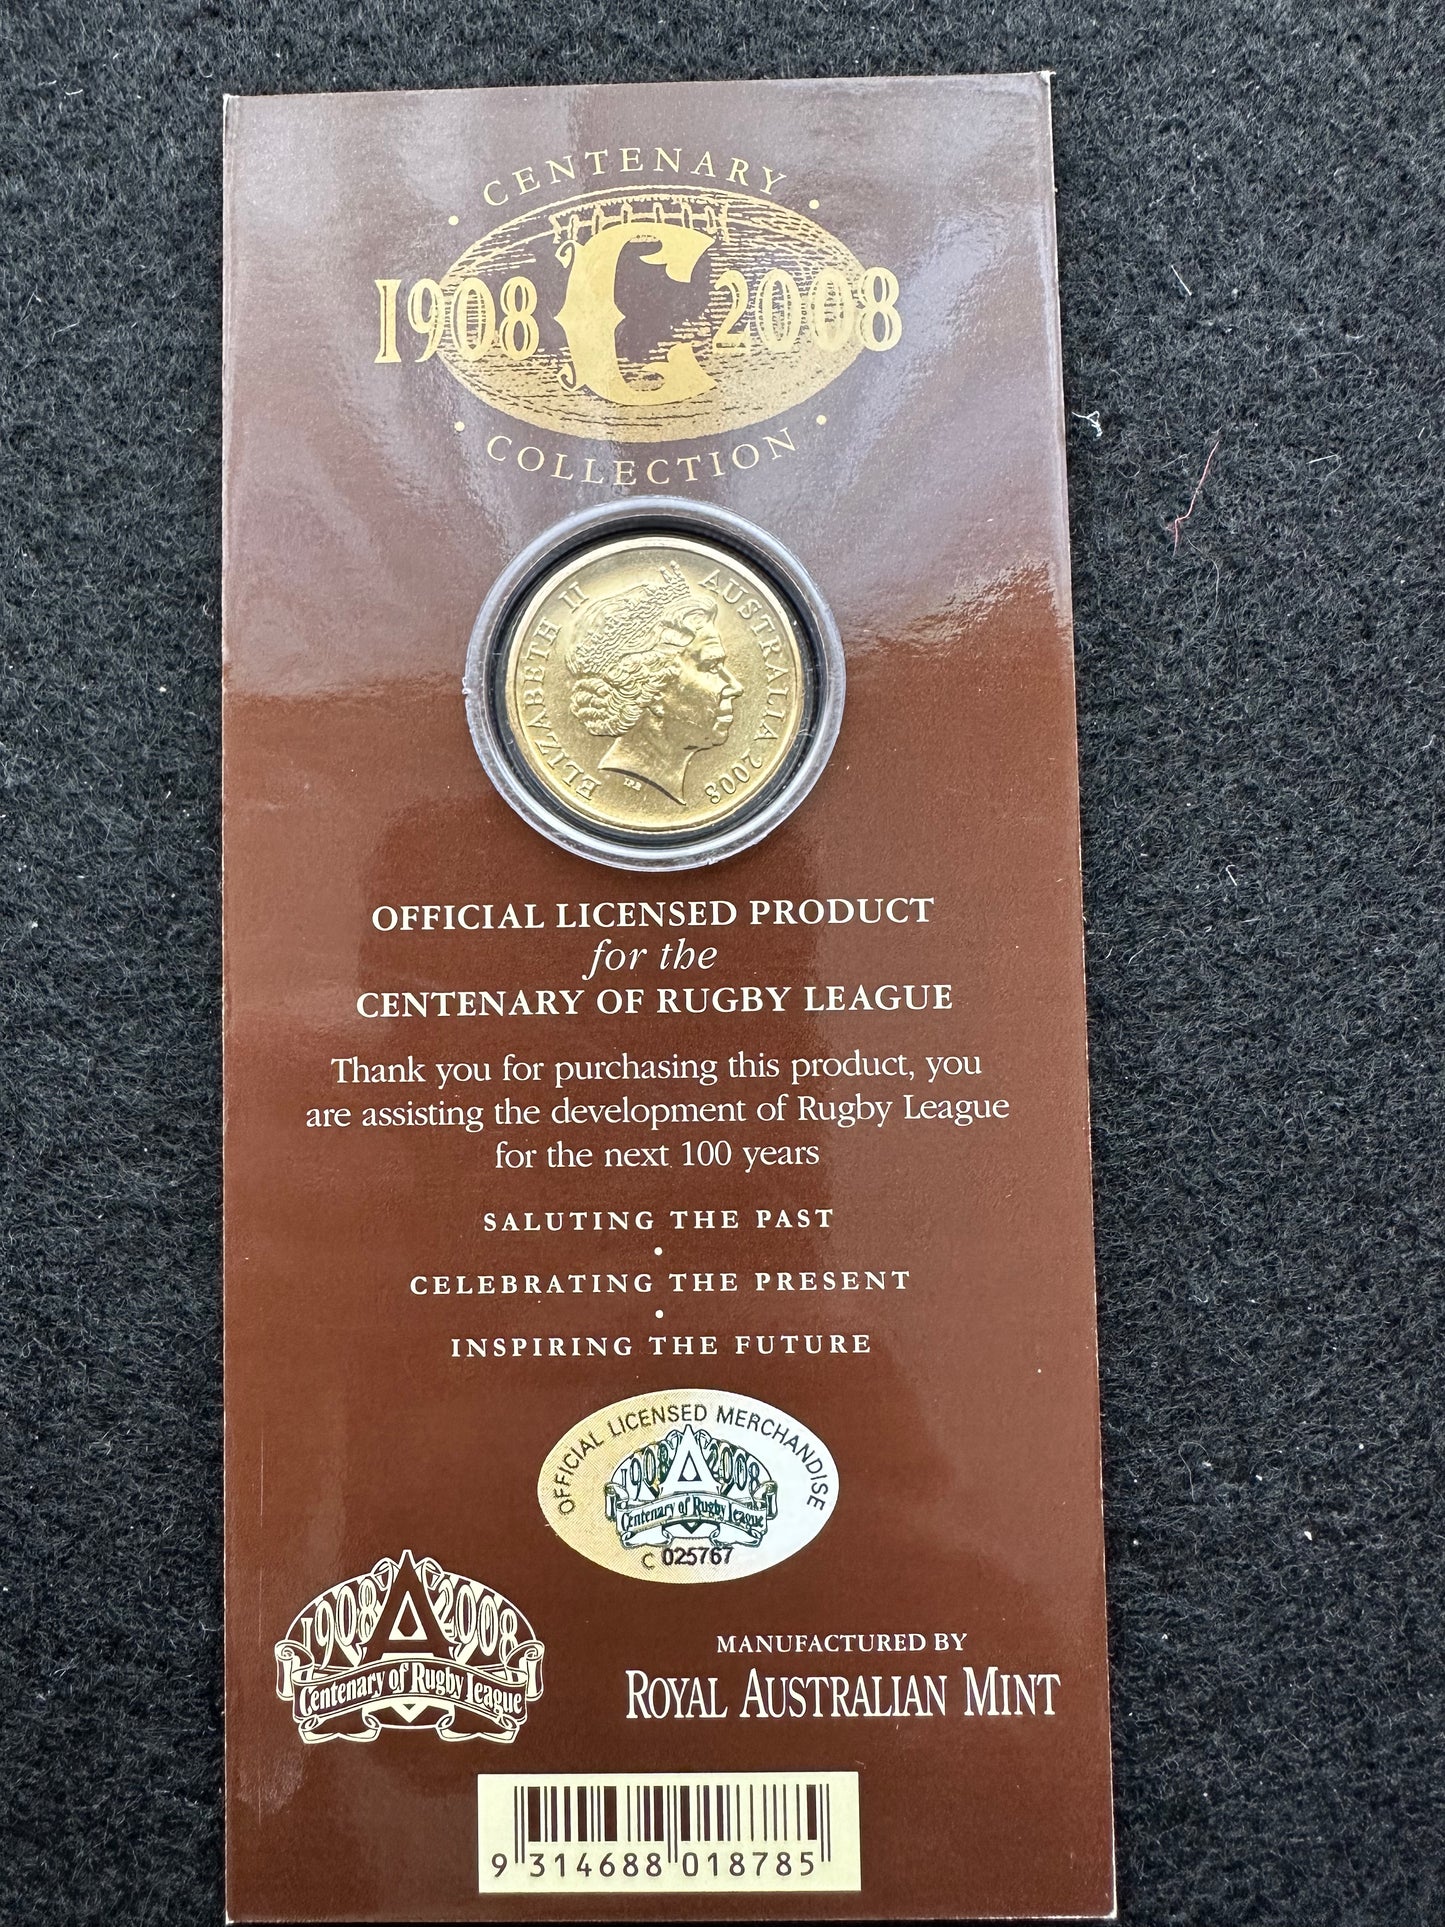 CENTENARY
1908 C 2008
COLLECTION
ELIZABETH II AUSTRALIA 2008
IRB
OFFICIAL LICENSED PRODUCT
for the
CENTENARY OF RUGBY LEAGUE
Thank you for purchasing this product, you
are assisting the development of Rugby League
for the next 100 years
SALUTING THE PAST
•
CELEBRATING THE PRESENT
•
INSPIRING THE FUTURE
OFFICIAL LICENSED MERCHANDISE
1908 2008
Centenary of Rugby League
C 025767
1908 2008
Centenary of Rugby League
MANUFACTURED BY
ROYAL AUSTRALIAN MINT
9 314688 018785